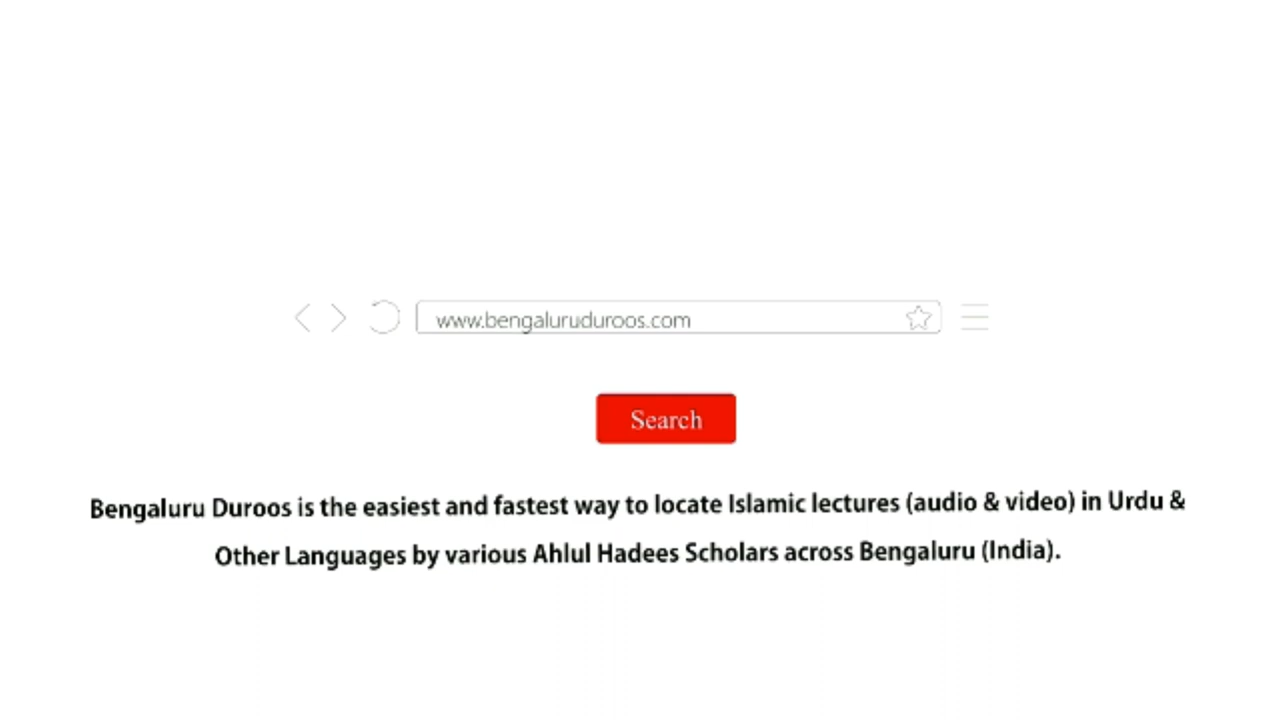 www.bengaluruduroos.com
Search
Bengaluru Duroos is the easiest and fastest way to locate Islamic lectures (audio & video) in Urdu &
Other Languages by various Ahlul Hadees Scholars across Bengaluru (India).